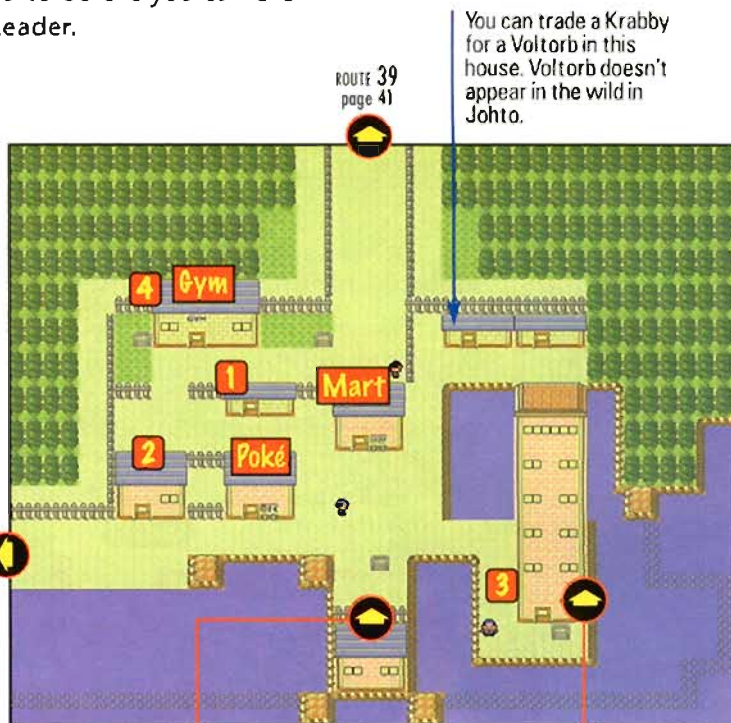 eader.
You can trade a Krabby
for a Voltorb in this
house. Voltorb doesn't
appear in the wild in
Johto.
ROUTE 39
page 41
4 Gym
GYM
1
Mart
2
Poké
3